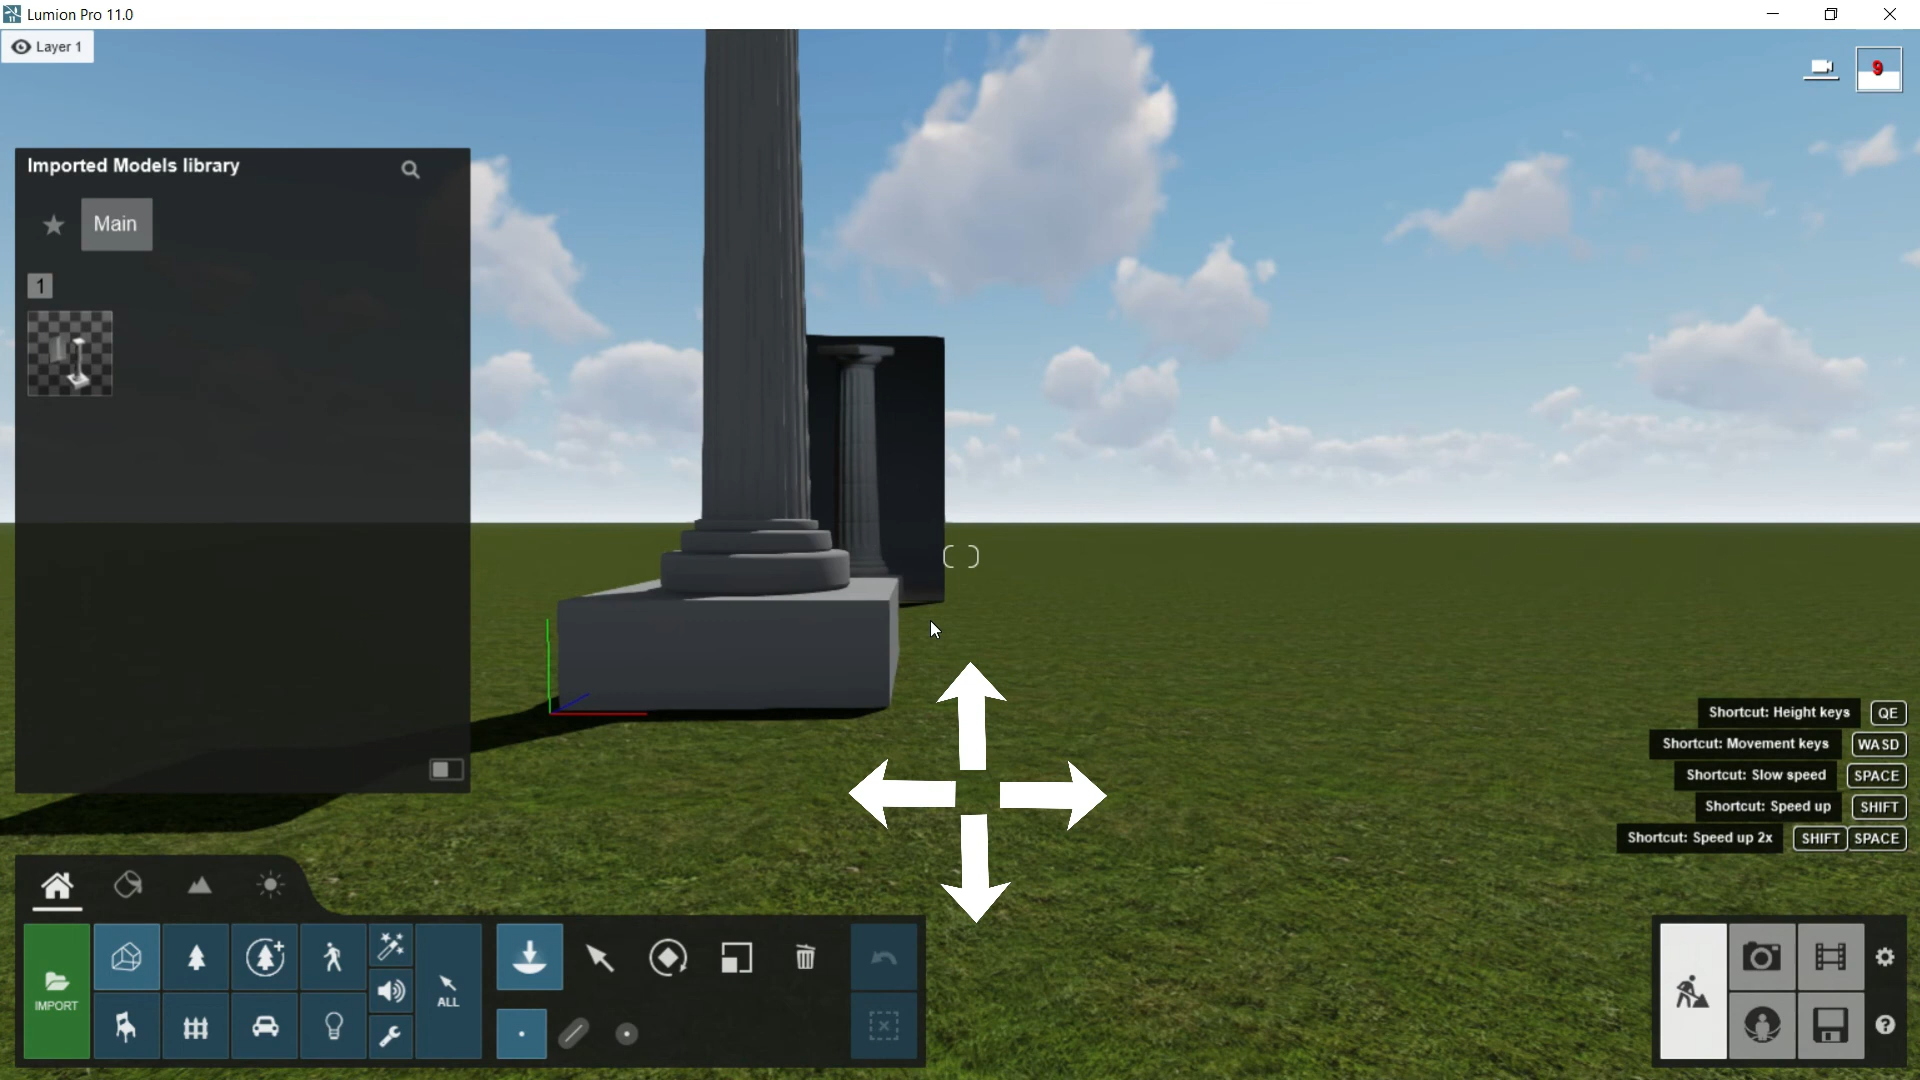 Lumion Pro 11.0
Layer 1
9
Imported Models library
Main
1
Shortcut: Height keys QE
Shortcut: Movement keys WASD
Shortcut: Slow speed SPACE
Shortcut: Speed up SHIFT
Shortcut: Speed up 2x SHIFT SPACE
IMPORT
ALL